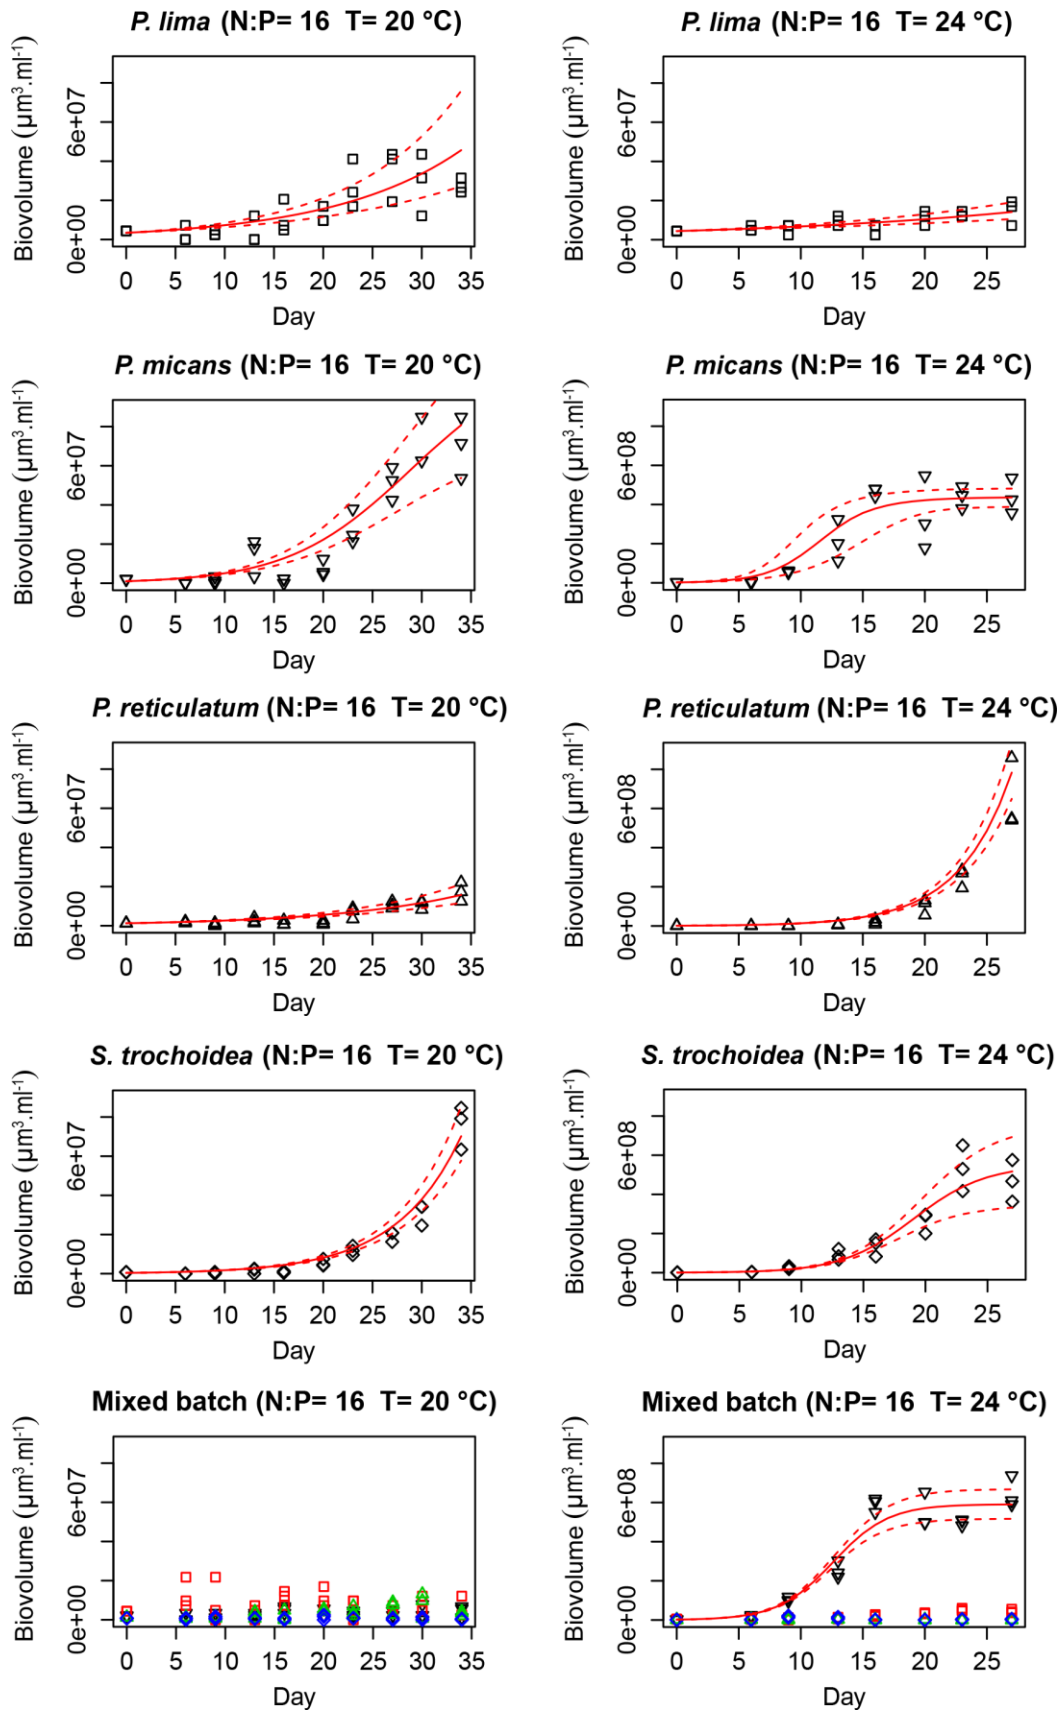 P. lima (N:P= 16 T= 20 °C)
Biovolume (µm³.ml⁻¹)
0e+00 6e+07
0 5 10 15 20 25 30 35
Day
P. lima (N:P= 16 T= 24 °C)
Biovolume (µm³.ml⁻¹)
0e+00 6e+07
0 5 10 15 20 25
Day
P. micans (N:P= 16 T= 20 °C)
Biovolume (µm³.ml⁻¹)
0e+00 6e+07
0 5 10 15 20 25 30 35
Day
P. micans (N:P= 16 T= 24 °C)
Biovolume (µm³.ml⁻¹)
0e+00 6e+08
0 5 10 15 20 25
Day
P. reticulatum (N:P= 16 T= 20 °C)
Biovolume (µm³.ml⁻¹)
0e+00 6e+07
0 5 10 15 20 25 30 35
Day
P. reticulatum (N:P= 16 T= 24 °C)
Biovolume (µm³.ml⁻¹)
0e+00 6e+08
0 5 10 15 20 25
Day
S. trochoidea (N:P= 16 T= 20 °C)
Biovolume (µm³.ml⁻¹)
0e+00 6e+07
0 5 10 15 20 25 30 35
Day
S. trochoidea (N:P= 16 T= 24 °C)
Biovolume (µm³.ml⁻¹)
0e+00 6e+08
0 5 10 15 20 25
Day
Mixed batch (N:P= 16 T= 20 °C)
Biovolume (µm³.ml⁻¹)
0e+00 6e+07
0 5 10 15 20 25 30 35
Day
Mixed batch (N:P= 16 T= 24 °C)
Biovolume (µm³.ml⁻¹)
0e+00 6e+08
0 5 10 15 20 25
Day